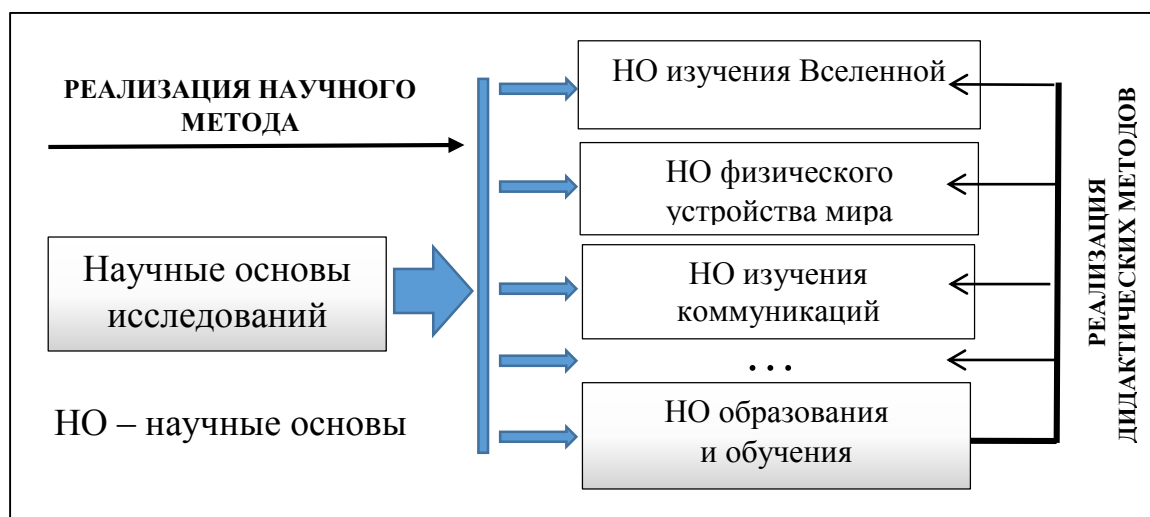 РЕАЛИЗАЦИЯ НАУЧНОГО
МЕТОДА
Научные основы
исследований
НО – научные основы
НО изучения Вселенной
НО физического
устройства мира
НО изучения
коммуникаций
...
НО образования
и обучения
РЕАЛИЗАЦИЯ
ДИДАКТИЧЕСКИХ МЕТОДОВ